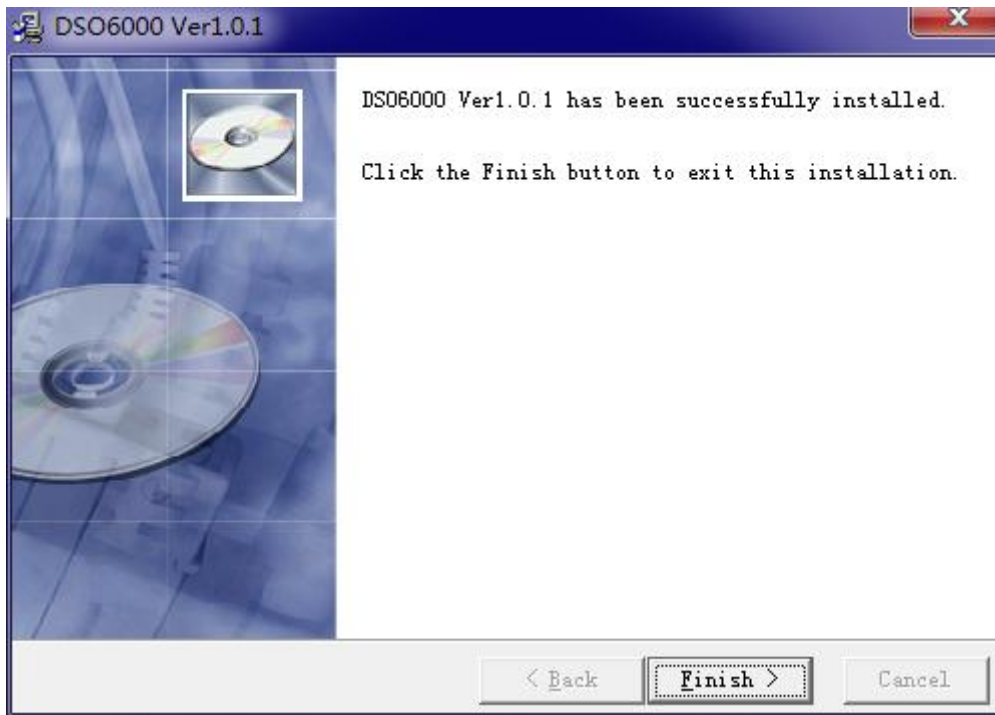 DSO6000 Ver1.0.1
X
DSO6000 Ver1.0.1 has been successfully installed.
Click the Finish button to exit this installation.
< Back
Finish >
Cancel